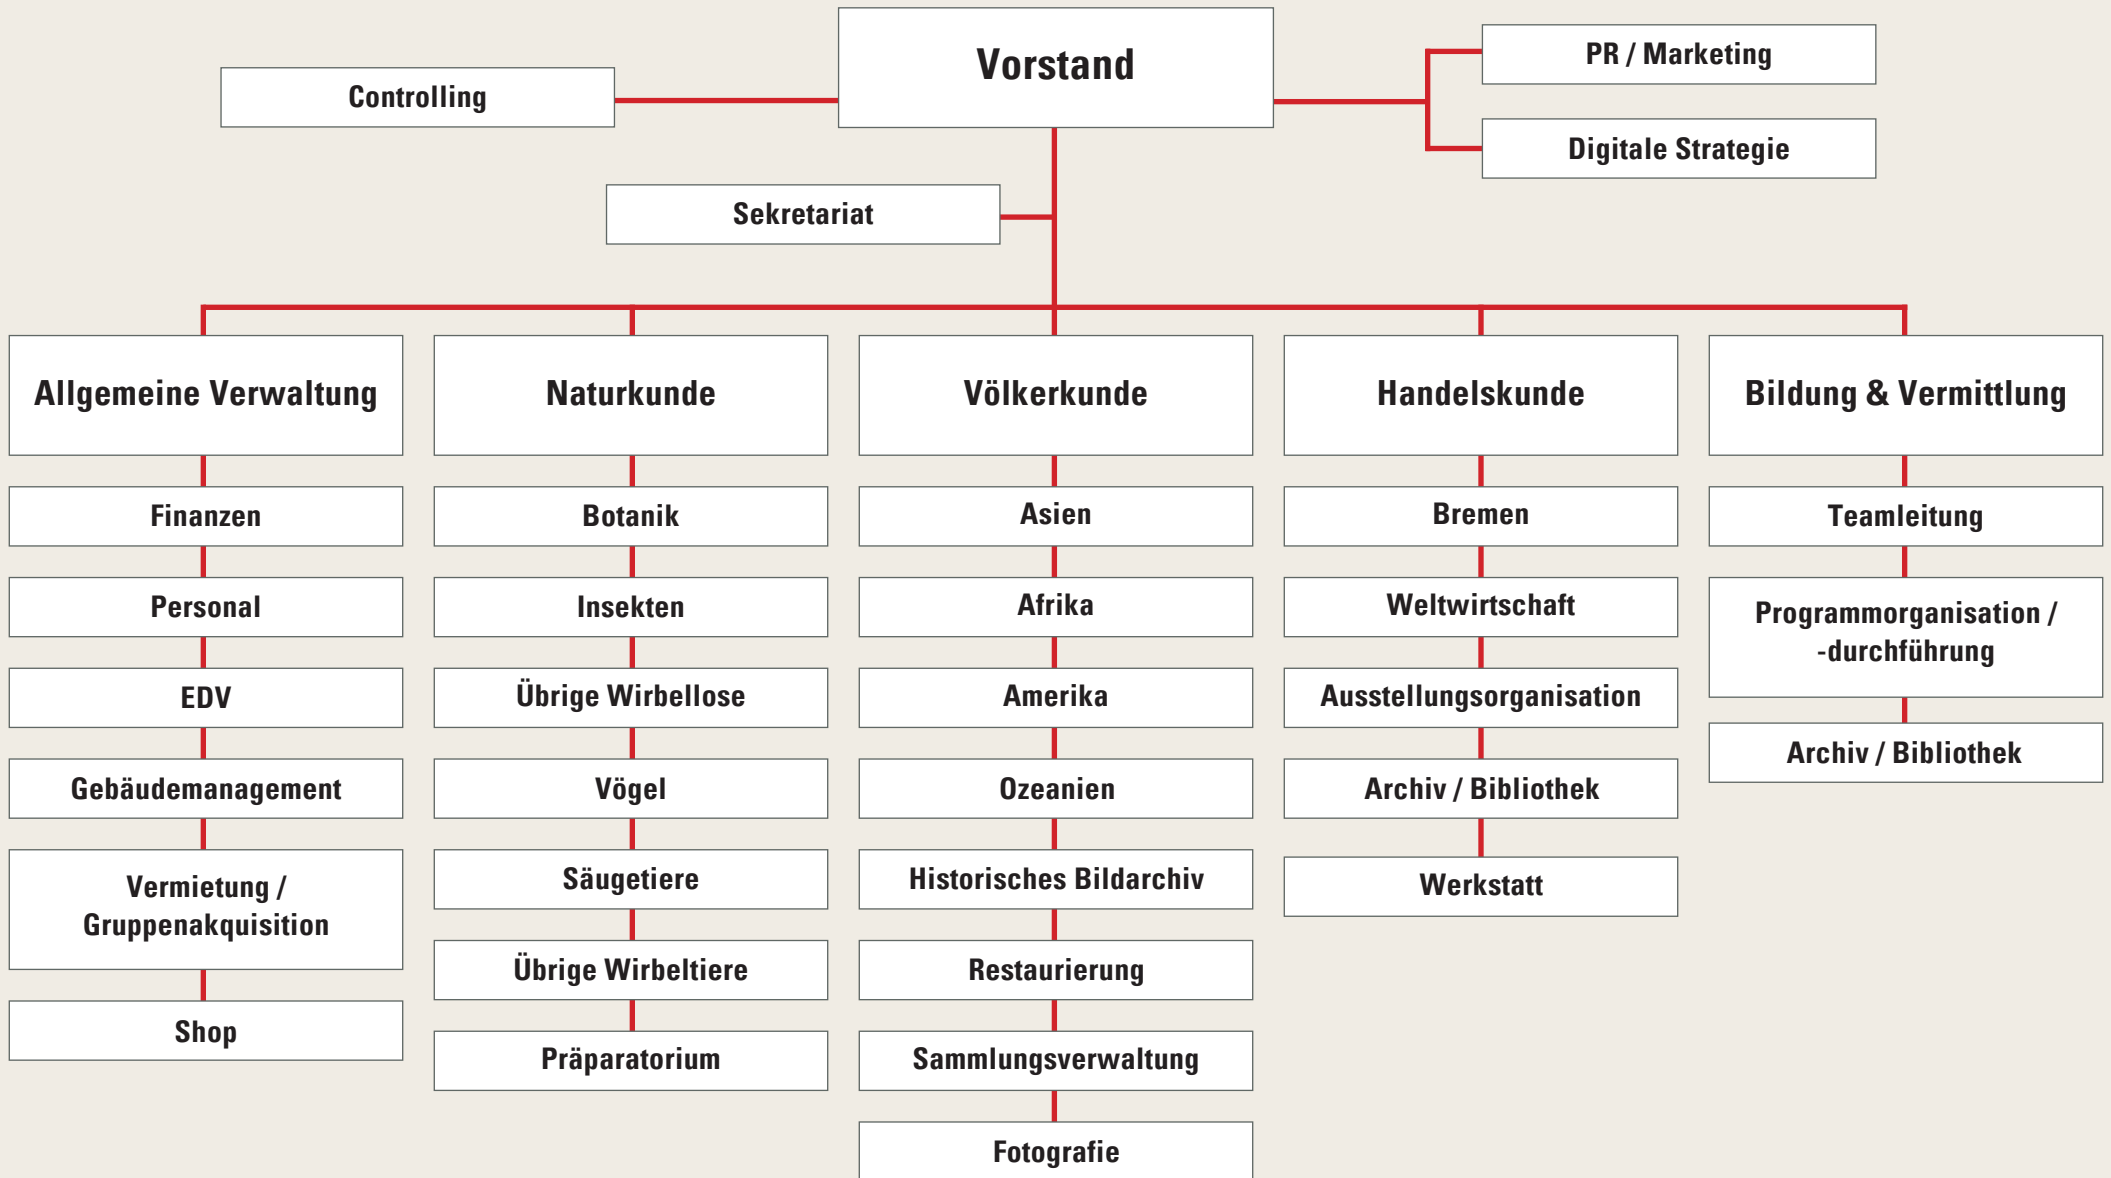 Vorstand
Controlling
PR / Marketing
Digitale Strategie
Sekretariat
Allgemeine Verwaltung
Finanzen
Personal
EDV
Gebäudemanagement
Vermietung /
Gruppenakquisition
Shop
Naturkunde
Botanik
Insekten
Übrige Wirbellose
Vögel
Säugetiere
Übrige Wirbeltiere
Präparatorium
Völkerkunde
Asien
Afrika
Amerika
Ozeanien
Historisches Bildarchiv
Restaurierung
Sammlungsverwaltung
Fotografie
Handelskunde
Bremen
Weltwirtschaft
Ausstellungsorganisation
Archiv / Bibliothek
Werkstatt
Bildung & Vermittlung
Teamleitung
Programmorganisation /
-durchführung
Archiv / Bibliothek